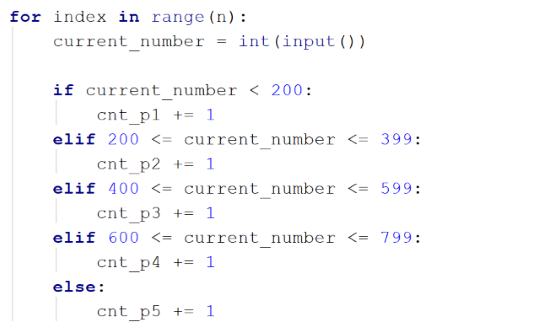 for index in range(n):
    current_number = int(input())
    if current_number < 200:
        cnt_p1 += 1
    elif 200 <= current_number <= 399:
        cnt_p2 += 1
    elif 400 <= current_number <= 599:
        cnt_p3 += 1
    elif 600 <= current_number <= 799:
        cnt_p4 += 1
    else:
        cnt_p5 += 1